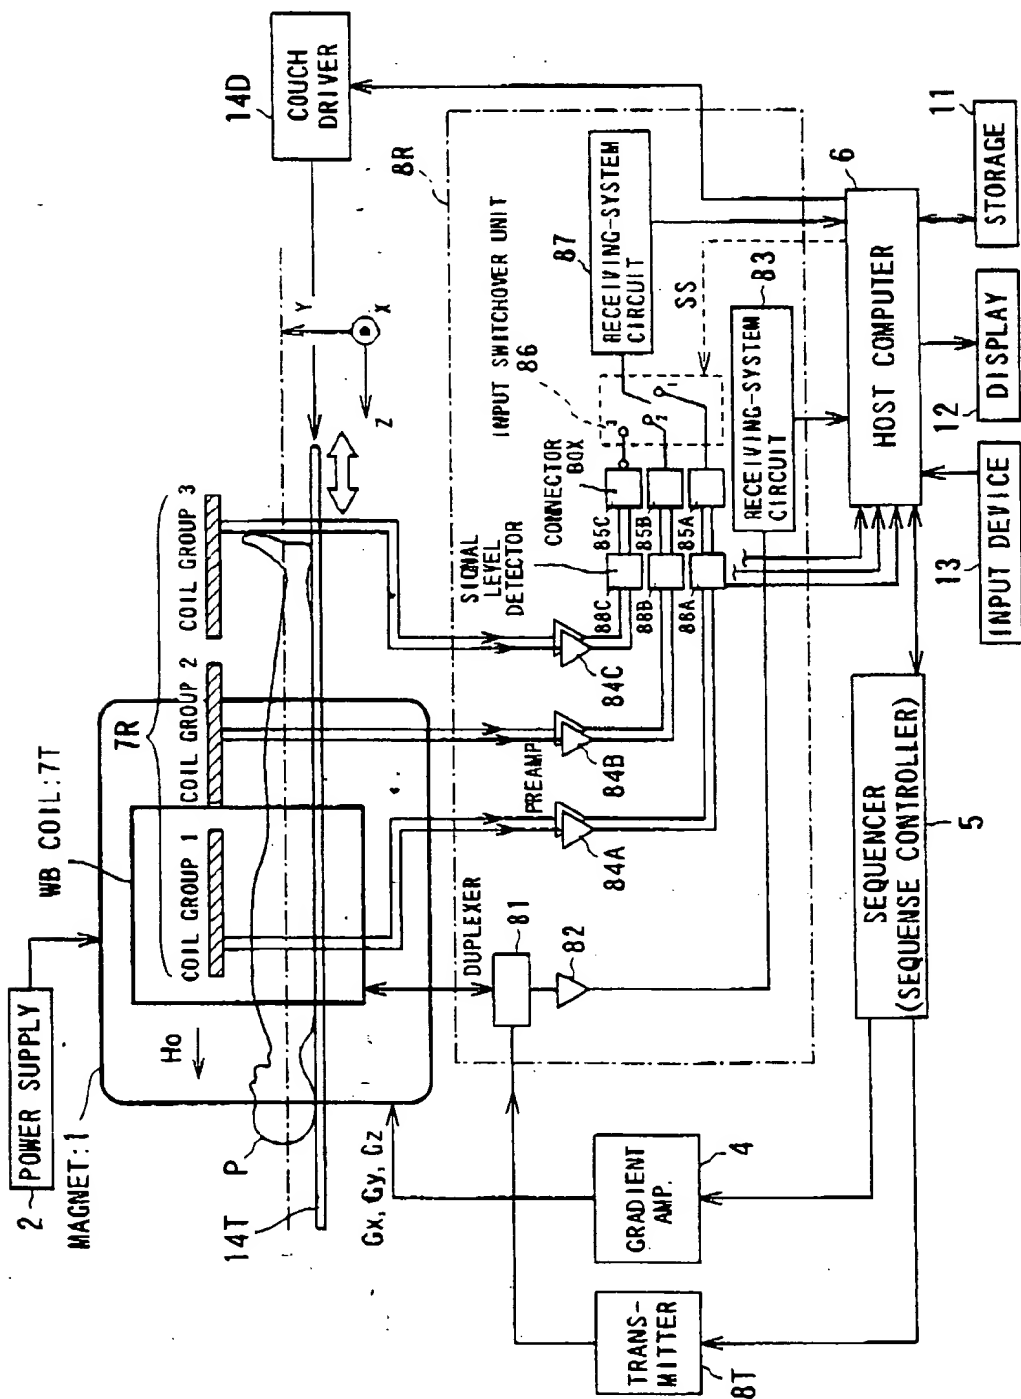 2
POWER SUPPLY
MAGNET:1
WB COIL:7T
7R
COIL GROUP 1
COIL GROUP 2
COIL GROUP 3
14D
COUCH
DRIVER
Ho
P
14T
Y
X
Z
Gx, Gy, Gz
DUPLEXER
81
82
PREAMP
84A
84B
84C
8R
SIGNAL
LEVEL
DETECTOR
CONNECTOR
BOX
INPUT SWITCHOVER UNIT
86
87
RECEIVING-SYSTEM
CIRCUIT
88C
85C
88B
85B
88A
85A
3
2
1
SS
83
RECEIVING-SYSTEM
CIRCUIT
TRANS-
MITTER
8T
GRADIENT
AMP.
4
SEQUENCER
(SEQUENSE CONTROLLER)
5
HOST COMPUTER
6
13
INPUT DEVICE
12
DISPLAY
11
STORAGE